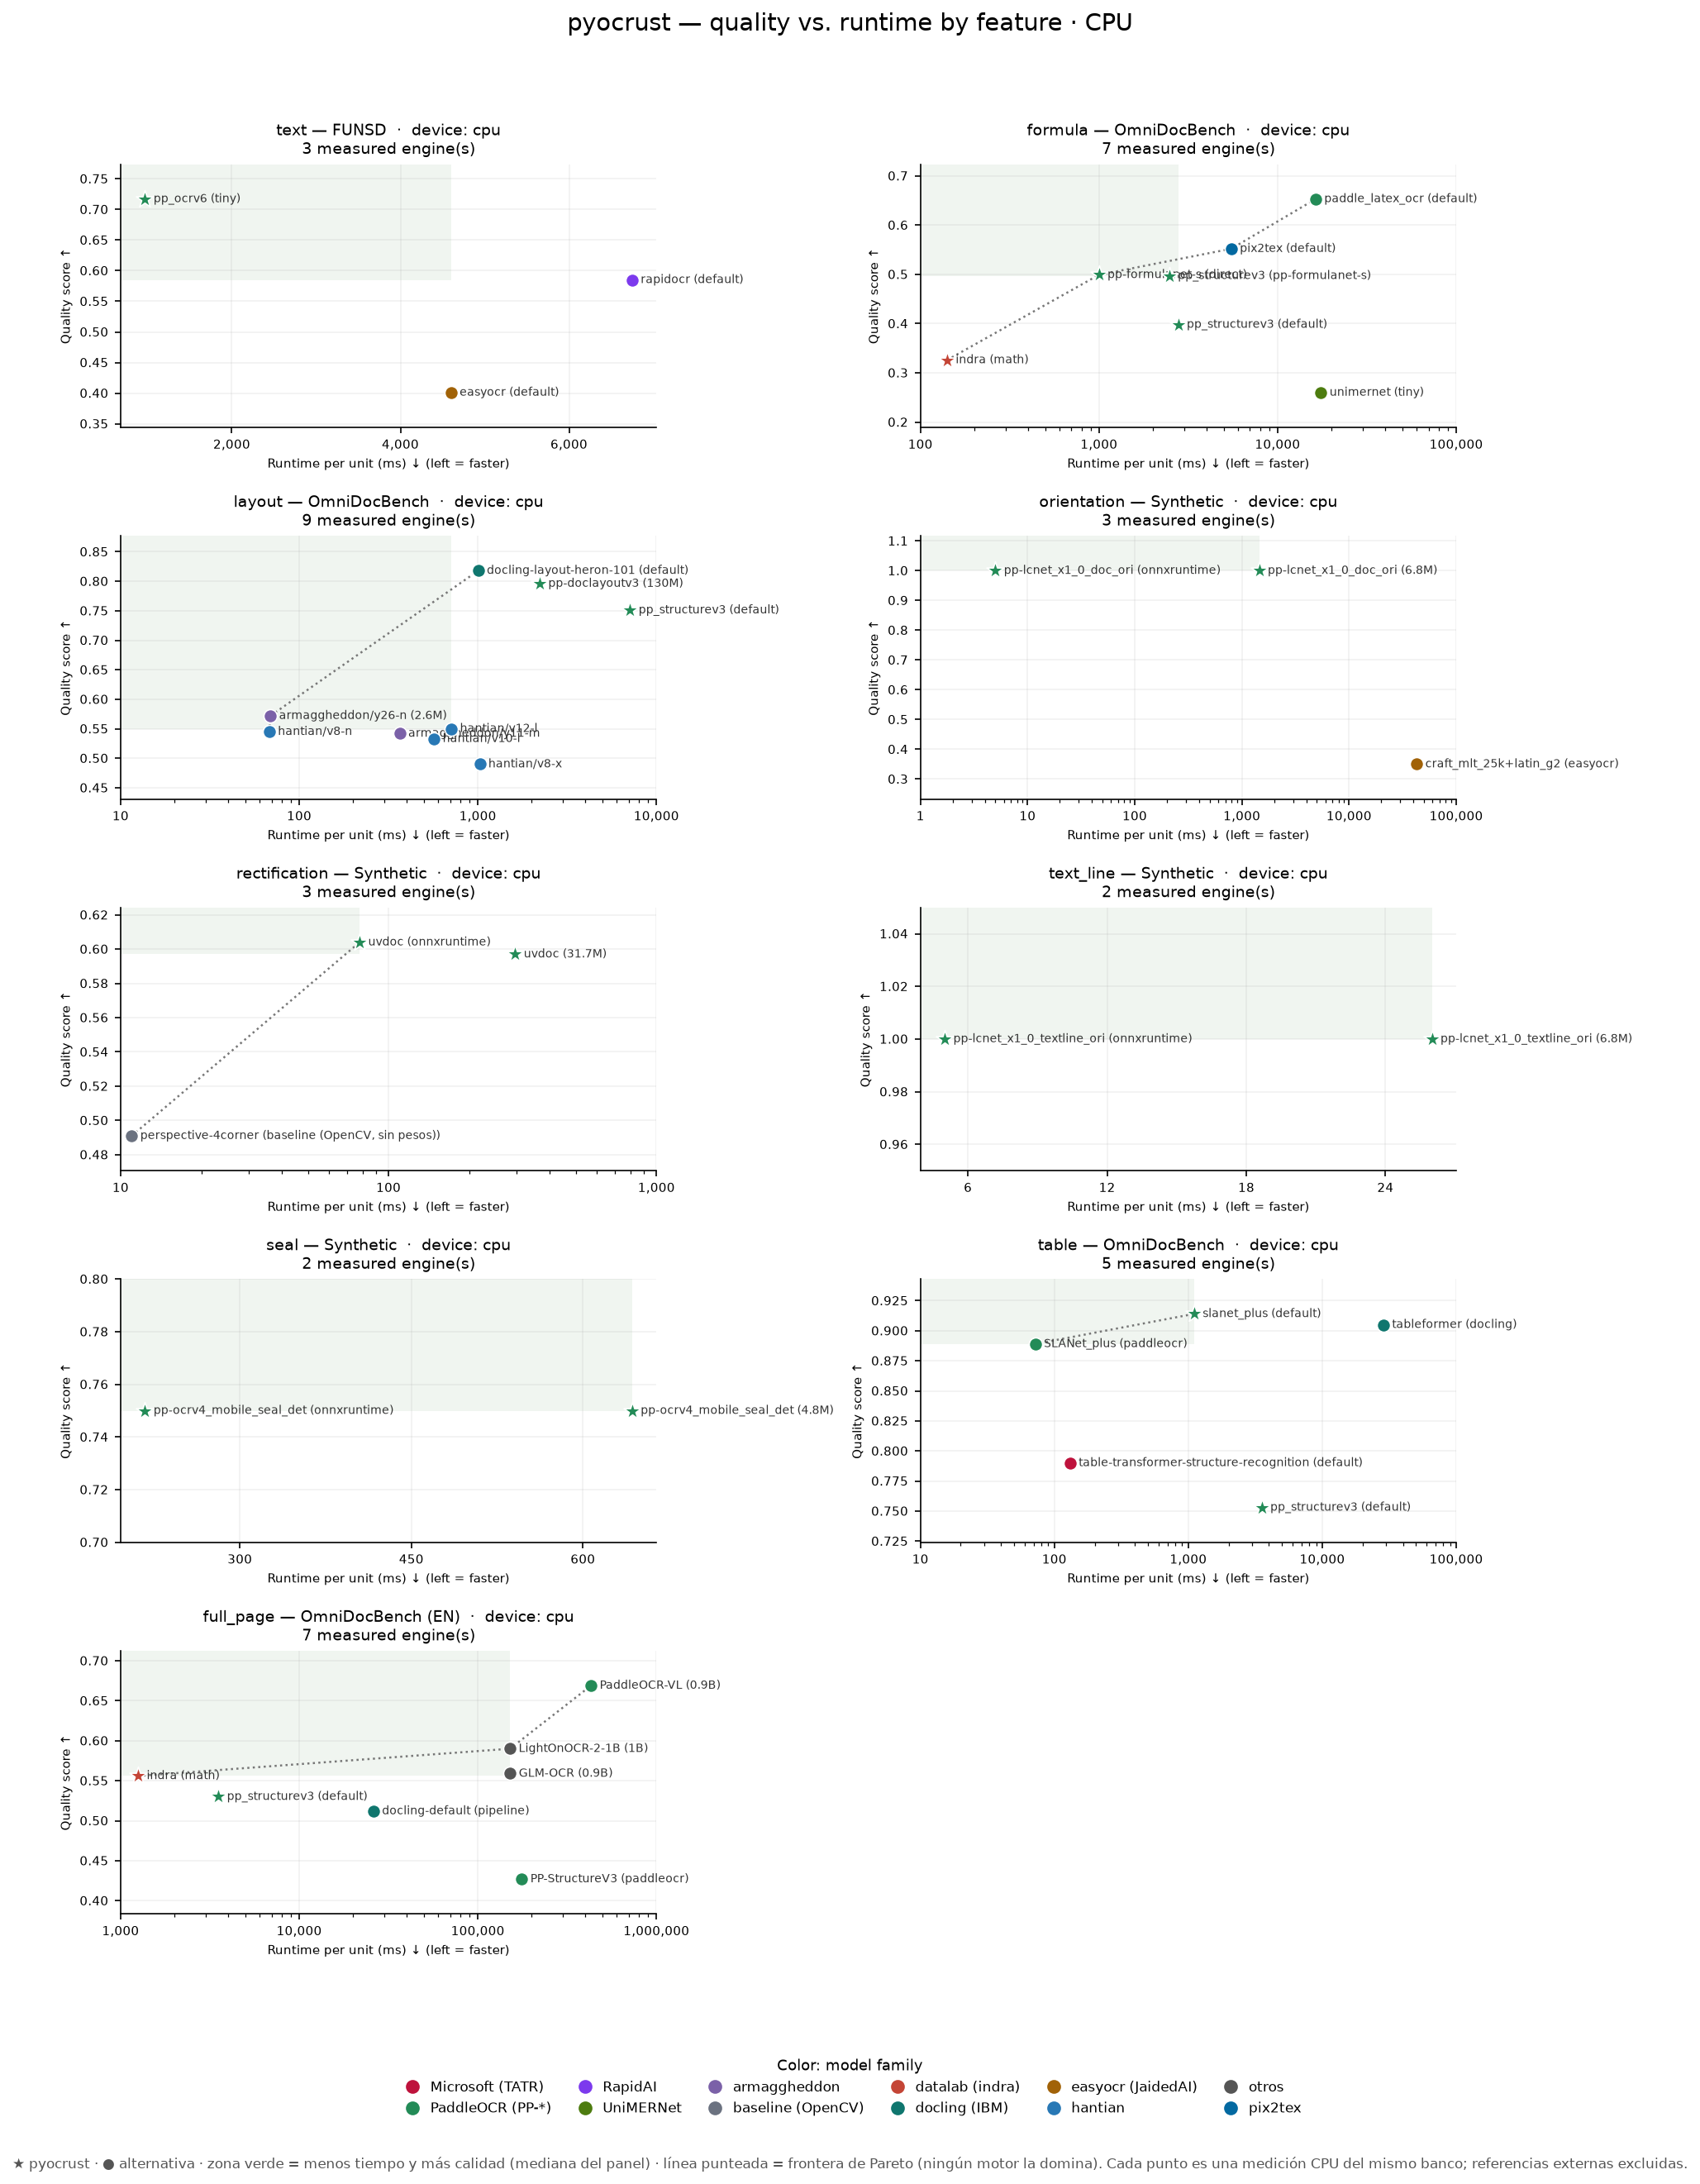 pyocrust — quality vs. runtime by feature · CPU
text — FUNSD · device: cpu
3 measured engine(s)
Quality score ↑
0.75
0.70
0.65
0.60
0.55
0.50
0.45
0.40
0.35
pp_ocrv6 (tiny)
rapidocr (default)
easyocr (default)
2,000
4,000
6,000
Runtime per unit (ms) ↓ (left = faster)
formula — OmniDocBench · device: cpu
7 measured engine(s)
Quality score ↑
0.7
0.6
0.5
0.4
0.3
0.2
paddle_latex_ocr (default)
pix2tex (default)
pp-formulanet-s (direct)
pp_structurev3 (pp-formulanet-s)
pp_structurev3 (default)
indra (math)
unimernet (tiny)
100
1,000
10,000
100,000
Runtime per unit (ms) ↓ (left = faster)
layout — OmniDocBench · device: cpu
9 measured engine(s)
Quality score ↑
0.85
0.80
0.75
0.70
0.65
0.60
0.55
0.50
0.45
docling-layout-heron-101 (default)
pp-doclayoutv3 (130M)
pp_structurev3 (default)
armaggheddon/y26-n (2.6M)
hantian/v8-n
hantian/v12-l
armaggheddon/y11-m
hantian/v10-l
hantian/v8-x
10
100
1,000
10,000
Runtime per unit (ms) ↓ (left = faster)
orientation — Synthetic · device: cpu
3 measured engine(s)
Quality score ↑
1.1
1.0
0.9
0.8
0.7
0.6
0.5
0.4
0.3
pp-lcnet_x1_0_doc_ori (onnxruntime)
pp-lcnet_x1_0_doc_ori (6.8M)
craft_mlt_25k+latin_g2 (easyocr)
1
10
100
1,000
10,000
100,000
Runtime per unit (ms) ↓ (left = faster)
rectification — Synthetic · device: cpu
3 measured engine(s)
Quality score ↑
0.62
0.60
0.58
0.56
0.54
0.52
0.50
0.48
uvdoc (onnxruntime)
uvdoc (31.7M)
perspective-4corner (baseline (OpenCV, sin pesos))
10
100
1,000
Runtime per unit (ms) ↓ (left = faster)
text_line — Synthetic · device: cpu
2 measured engine(s)
Quality score ↑
1.04
1.02
1.00
0.98
0.96
pp-lcnet_x1_0_textline_ori (onnxruntime)
pp-lcnet_x1_0_textline_ori (6.8M)
6
12
18
24
Runtime per unit (ms) ↓ (left = faster)
seal — Synthetic · device: cpu
2 measured engine(s)
Quality score ↑
0.80
0.78
0.76
0.74
0.72
0.70
pp-ocrv4_mobile_seal_det (onnxruntime)
pp-ocrv4_mobile_seal_det (4.8M)
300
450
600
Runtime per unit (ms) ↓ (left = faster)
table — OmniDocBench · device: cpu
5 measured engine(s)
Quality score ↑
0.925
0.900
0.875
0.850
0.825
0.800
0.775
0.750
0.725
slanet_plus (default)
tableformer (docling)
SLANet_plus (paddleocr)
table-transformer-structure-recognition (default)
pp_structurev3 (default)
10
100
1,000
10,000
100,000
Runtime per unit (ms) ↓ (left = faster)
full_page — OmniDocBench (EN) · device: cpu
7 measured engine(s)
Quality score ↑
0.70
0.65
0.60
0.55
0.50
0.45
0.40
PaddleOCR-VL (0.9B)
LightOnOCR-2-1B (1B)
indra (math)
GLM-OCR (0.9B)
pp_structurev3 (default)
docling-default (pipeline)
PP-StructureV3 (paddleocr)
1,000
10,000
100,000
1,000,000
Runtime per unit (ms) ↓ (left = faster)
Color: model family
Microsoft (TATR)
RapidAI
armaggheddon
datalab (indra)
easyocr (JaidedAI)
otros
PaddleOCR (PP-*)
UniMERNet
baseline (OpenCV)
docling (IBM)
hantian
pix2tex
★ pyocrust · ● alternativa · zona verde = menos tiempo y más calidad (mediana del panel) · línea punteada = frontera de Pareto (ningún motor la domina). Cada punto es una medición CPU del mismo banco; referencias externas excluidas.